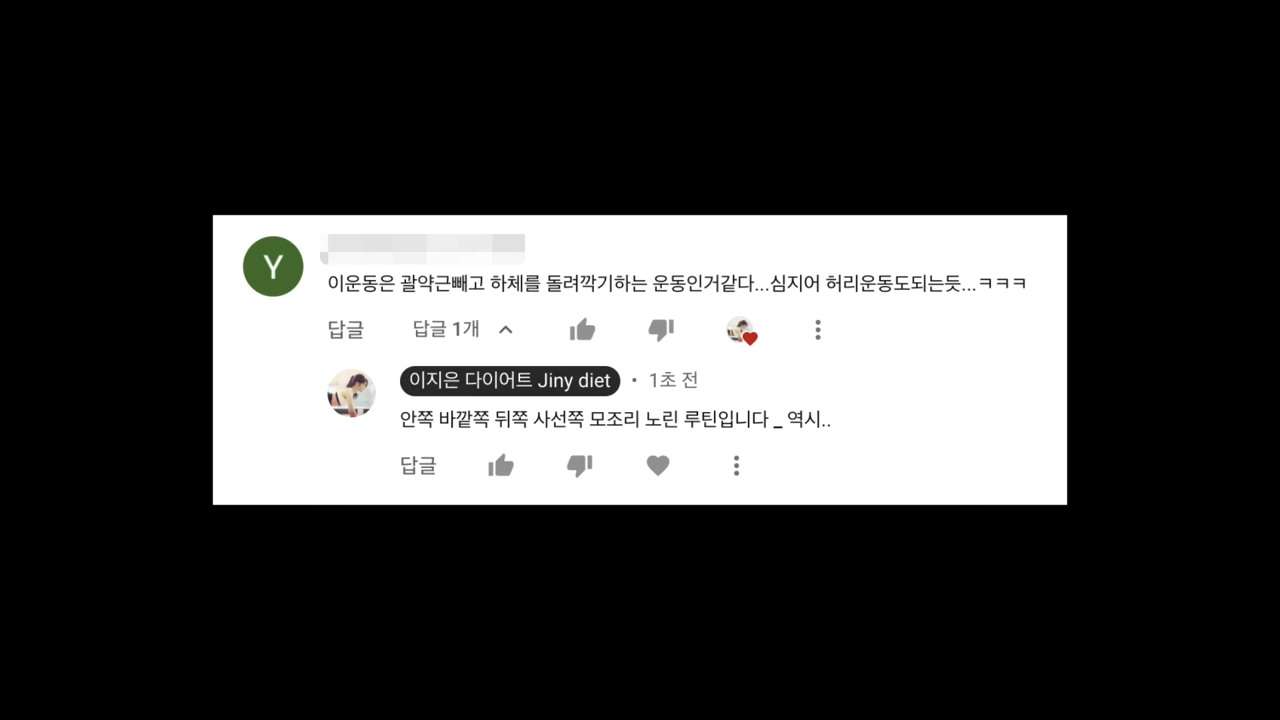 Y
이운동은 괄약근빼고 하체를 돌려깍기하는 운동인거같다...심지어 허리운동도되는듯...ㅋㅋㅋ
답글 답글 1개
이지은 다이어트 Jiny diet • 1초 전
안쪽 바깥쪽 뒤쪽 사선쪽 모조리 노린 루틴입니다 _ 역시..
답글